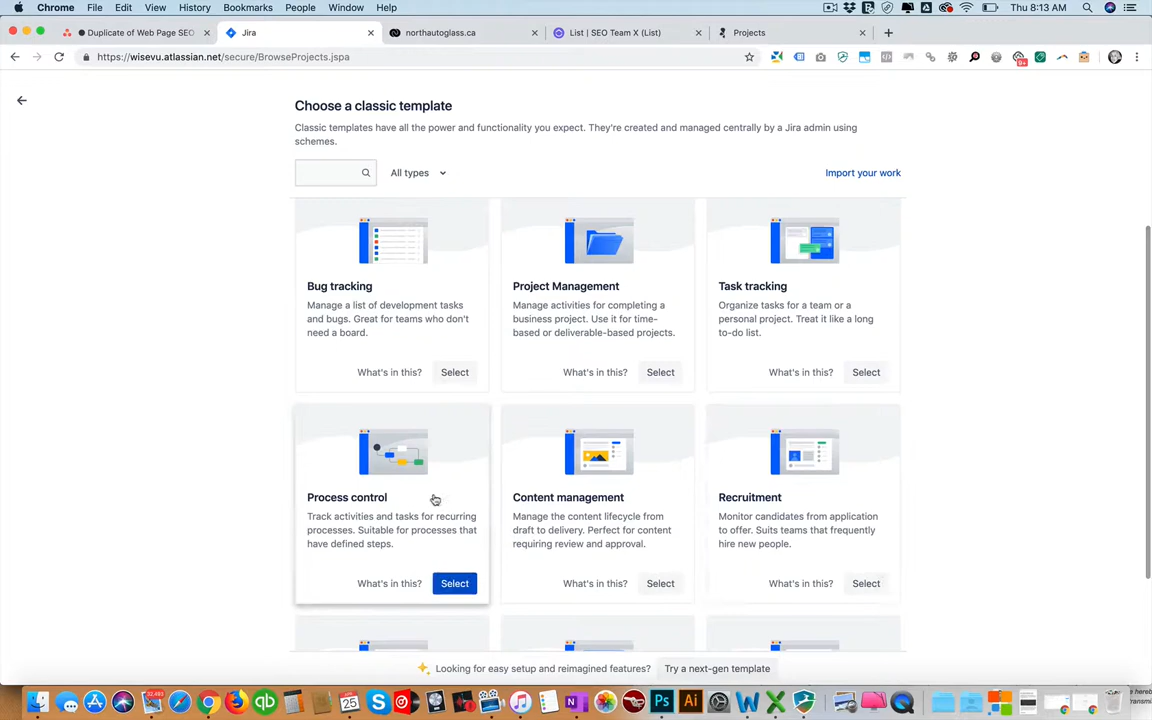 Chrome File Edit View History Bookmarks People Window Help
Thu 8:13 AM
Duplicate of Web Page SEO
Jira
northautoglass.ca
List | SEO Team X (List)
Projects
https://wisevu.atlassian.net/secure/BrowseProjects.jspa
9+
Choose a classic template
Classic templates have all the power and functionality you expect. They're created and managed centrally by a Jira admin using
schemes.
All types
Import your work
Bug tracking
Manage a list of development tasks
and bugs. Great for teams who don't
need a board.
What's in this? Select
Project Management
Manage activities for completing a
business project. Use it for time-
based or deliverable-based projects.
What's in this? Select
Task tracking
Organize tasks for a team or a
personal project. Treat it like a long
to-do list.
What's in this? Select
Process control
Track activities and tasks for recurring
processes. Suitable for processes that
have defined steps.
What's in this? Select
Content management
Manage the content lifecycle from
draft to delivery. Perfect for content
requiring review and approval.
What's in this? Select
Recruitment
Monitor candidates from application
to offer. Suits teams that frequently
hire new people.
What's in this? Select
Looking for easy setup and reimagined features? Try a next-gen template